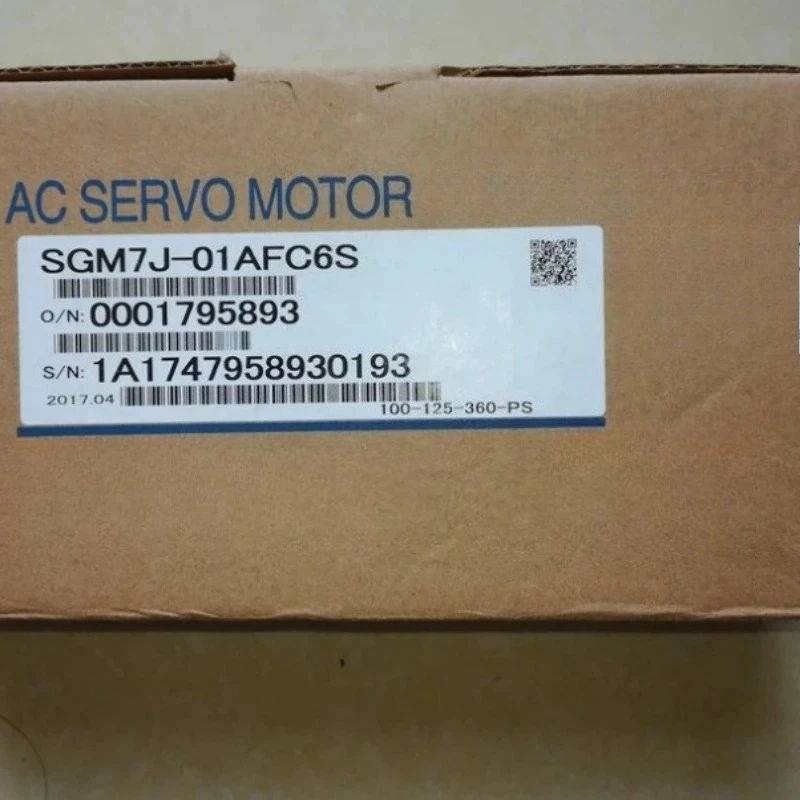 AC SERVO MOTOR
SGM7J-01AFC6S
O/N: 0001795893
S/N: 1A1747958930193
2017.04
100-125-360-PS